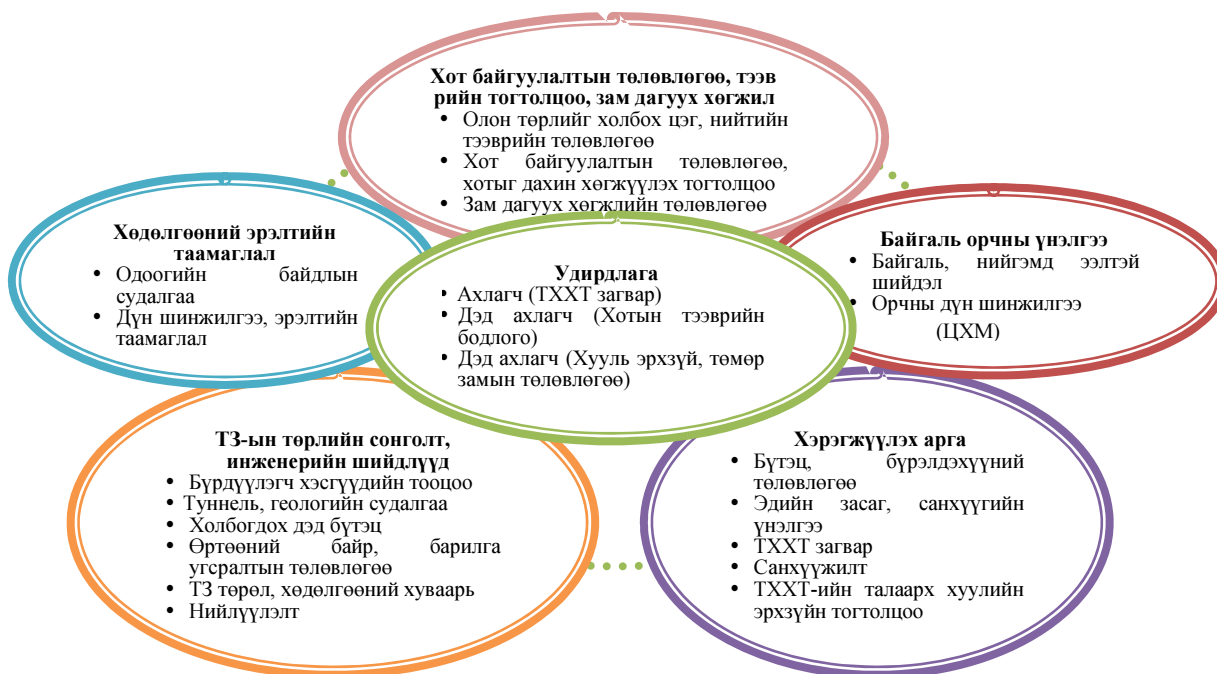 Хот байгуулалтын төлөвлөгөө, тээв
рийн тогтолцоо, зам дагуух хөгжил
• Олон төрлийг холбох цэг, нийтийн
тээврийн төлөвлөгөө
• Хот байгуулалтын төлөвлөгөө,
хотыг дахин хөгжүүлэх тогтолцоо
• Зам дагуух хөгжлийн төлөвлөгөө
Хөдөлгөөний эрэлтийн
таамаглал
• Одоогийн байдлын
судалгаа
• Дүн шинжилгээ, эрэлтийн
таамаглал
Удирдлага
• Ахлагч (ТХХТ загвар)
• Дэд ахлагч (Хотын тээврийн
бодлого)
• Дэд ахлагч (Хууль эрхзүй, төмөр
замын төлөвлөгөө)
Байгаль орчны үнэлгээ
• Байгаль, нийгэмд ээлтэй
шийдэл
• Орчны дүн шинжилгээ
(ЦХМ)
ТЗ-ын төрлийн сонголт,
инженерийн шийдлүүд
• Бүрдүүлэгч хэсгүүдийн тооцоо
• Туннель, геологийн судалгаа
• Холбогдох дэд бүтэц
• Өртөөний байр, барилга
угсралтын төлөвлөгөө
• ТЗ төрөл, хөдөлгөөний хуваарь
• Нийлүүлэлт
Хэрэгжүүлэх арга
• Бүтэц, бүрэлдэхүүний
төлөвлөгөө
• Эдийн засаг, санхүүгийн
үнэлгээ
• ТХХТ загвар
• Санхүүжилт
• ТХХТ-ийн талаарх хуулийн
эрхзүйн тогтолцоо